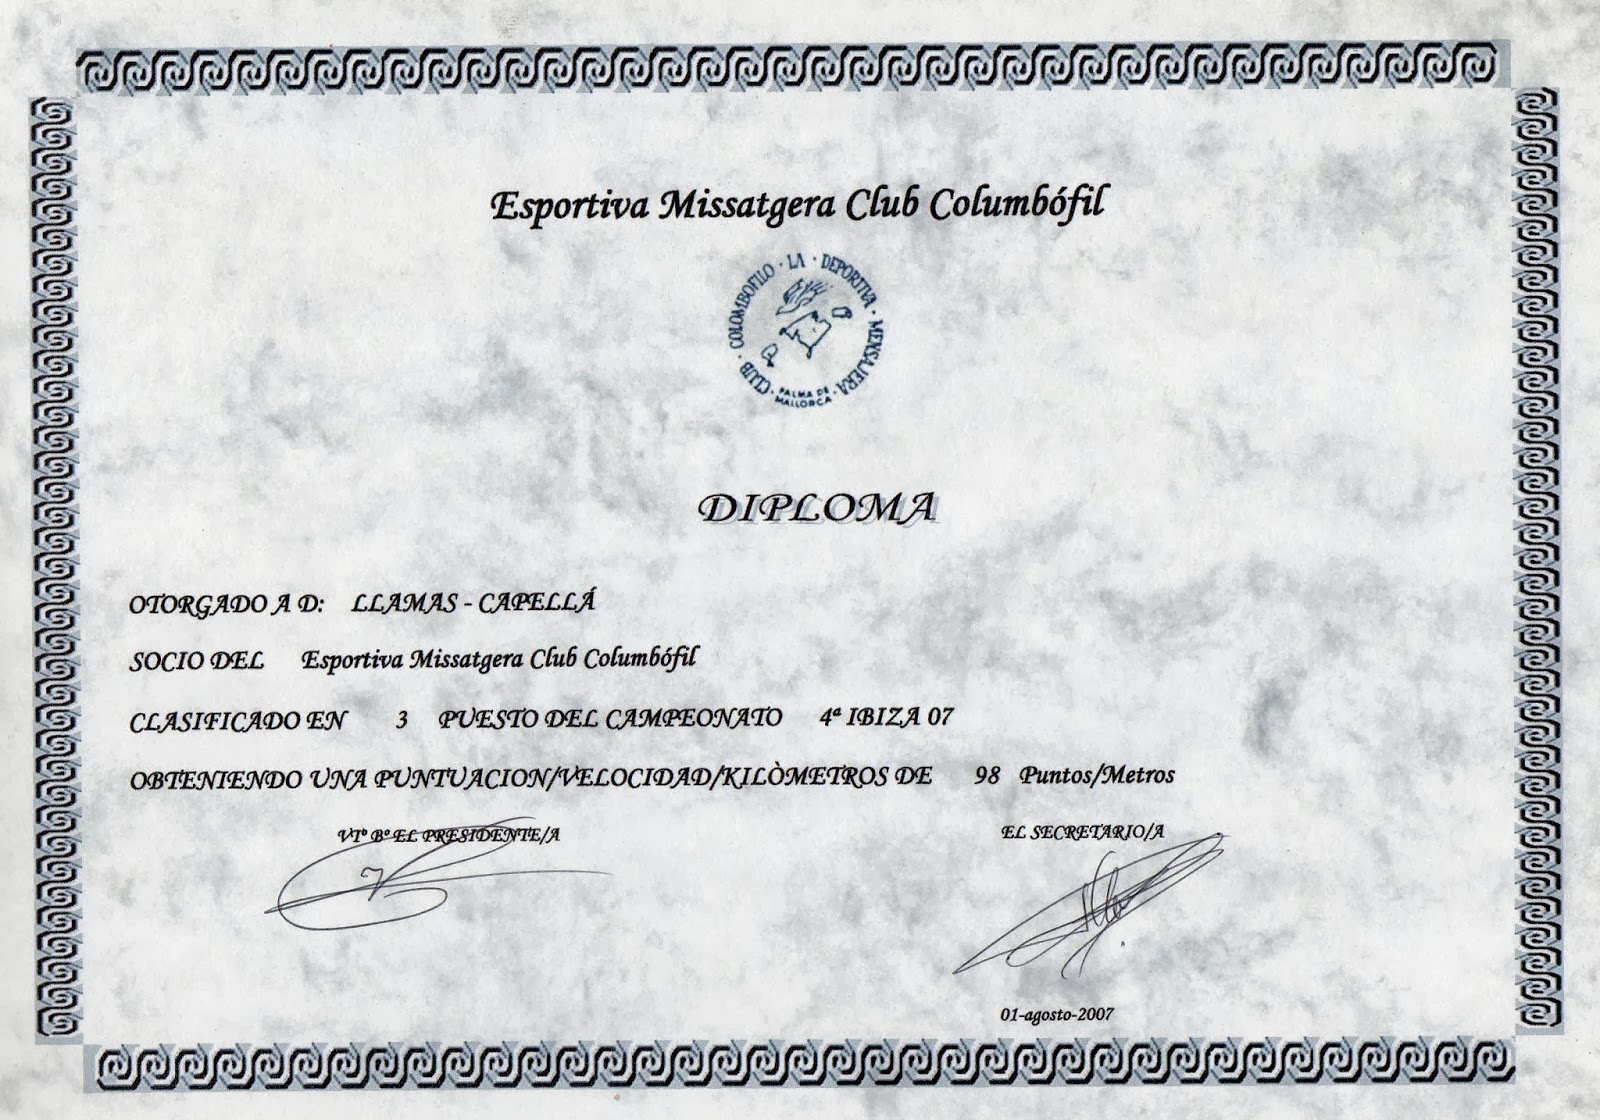 Esportiva Missatgera Club Columbófil
CLUB · COLOMBOFILO · LA · DEPORTIVA · MENSAJERA ·
PALMA DE
MALLORCA
DIPLOMA
OTORGADO A D: LLAMAS - CAPELLÁ
SOCIO DEL Esportiva Missatgera Club Columbófil
CLASIFICADO EN 3 PUESTO DEL CAMPEONATO 4ª IBIZA 07
OBTENIENDO UNA PUNTUACION/VELOCIDAD/KILÒMETROS DE 98 Puntos/Metros
VTº Bº EL PRESIDENTE/A
EL SECRETARIO/A
01-agosto-2007